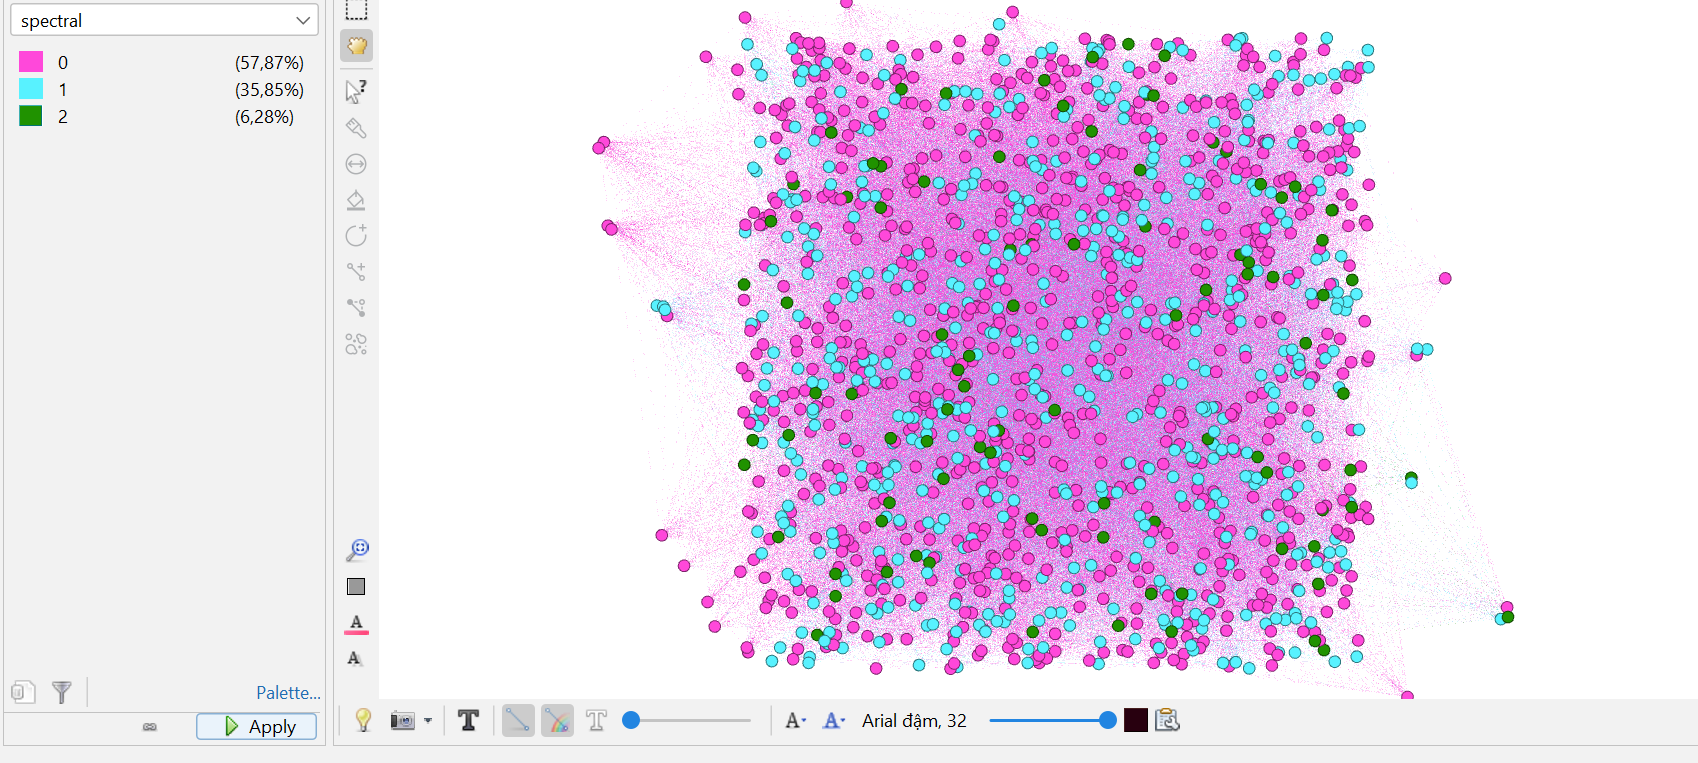 spectral
0 (57,87%)
1 (35,85%)
2 (6,28%)
Palette...
Apply
Arial đậm, 32